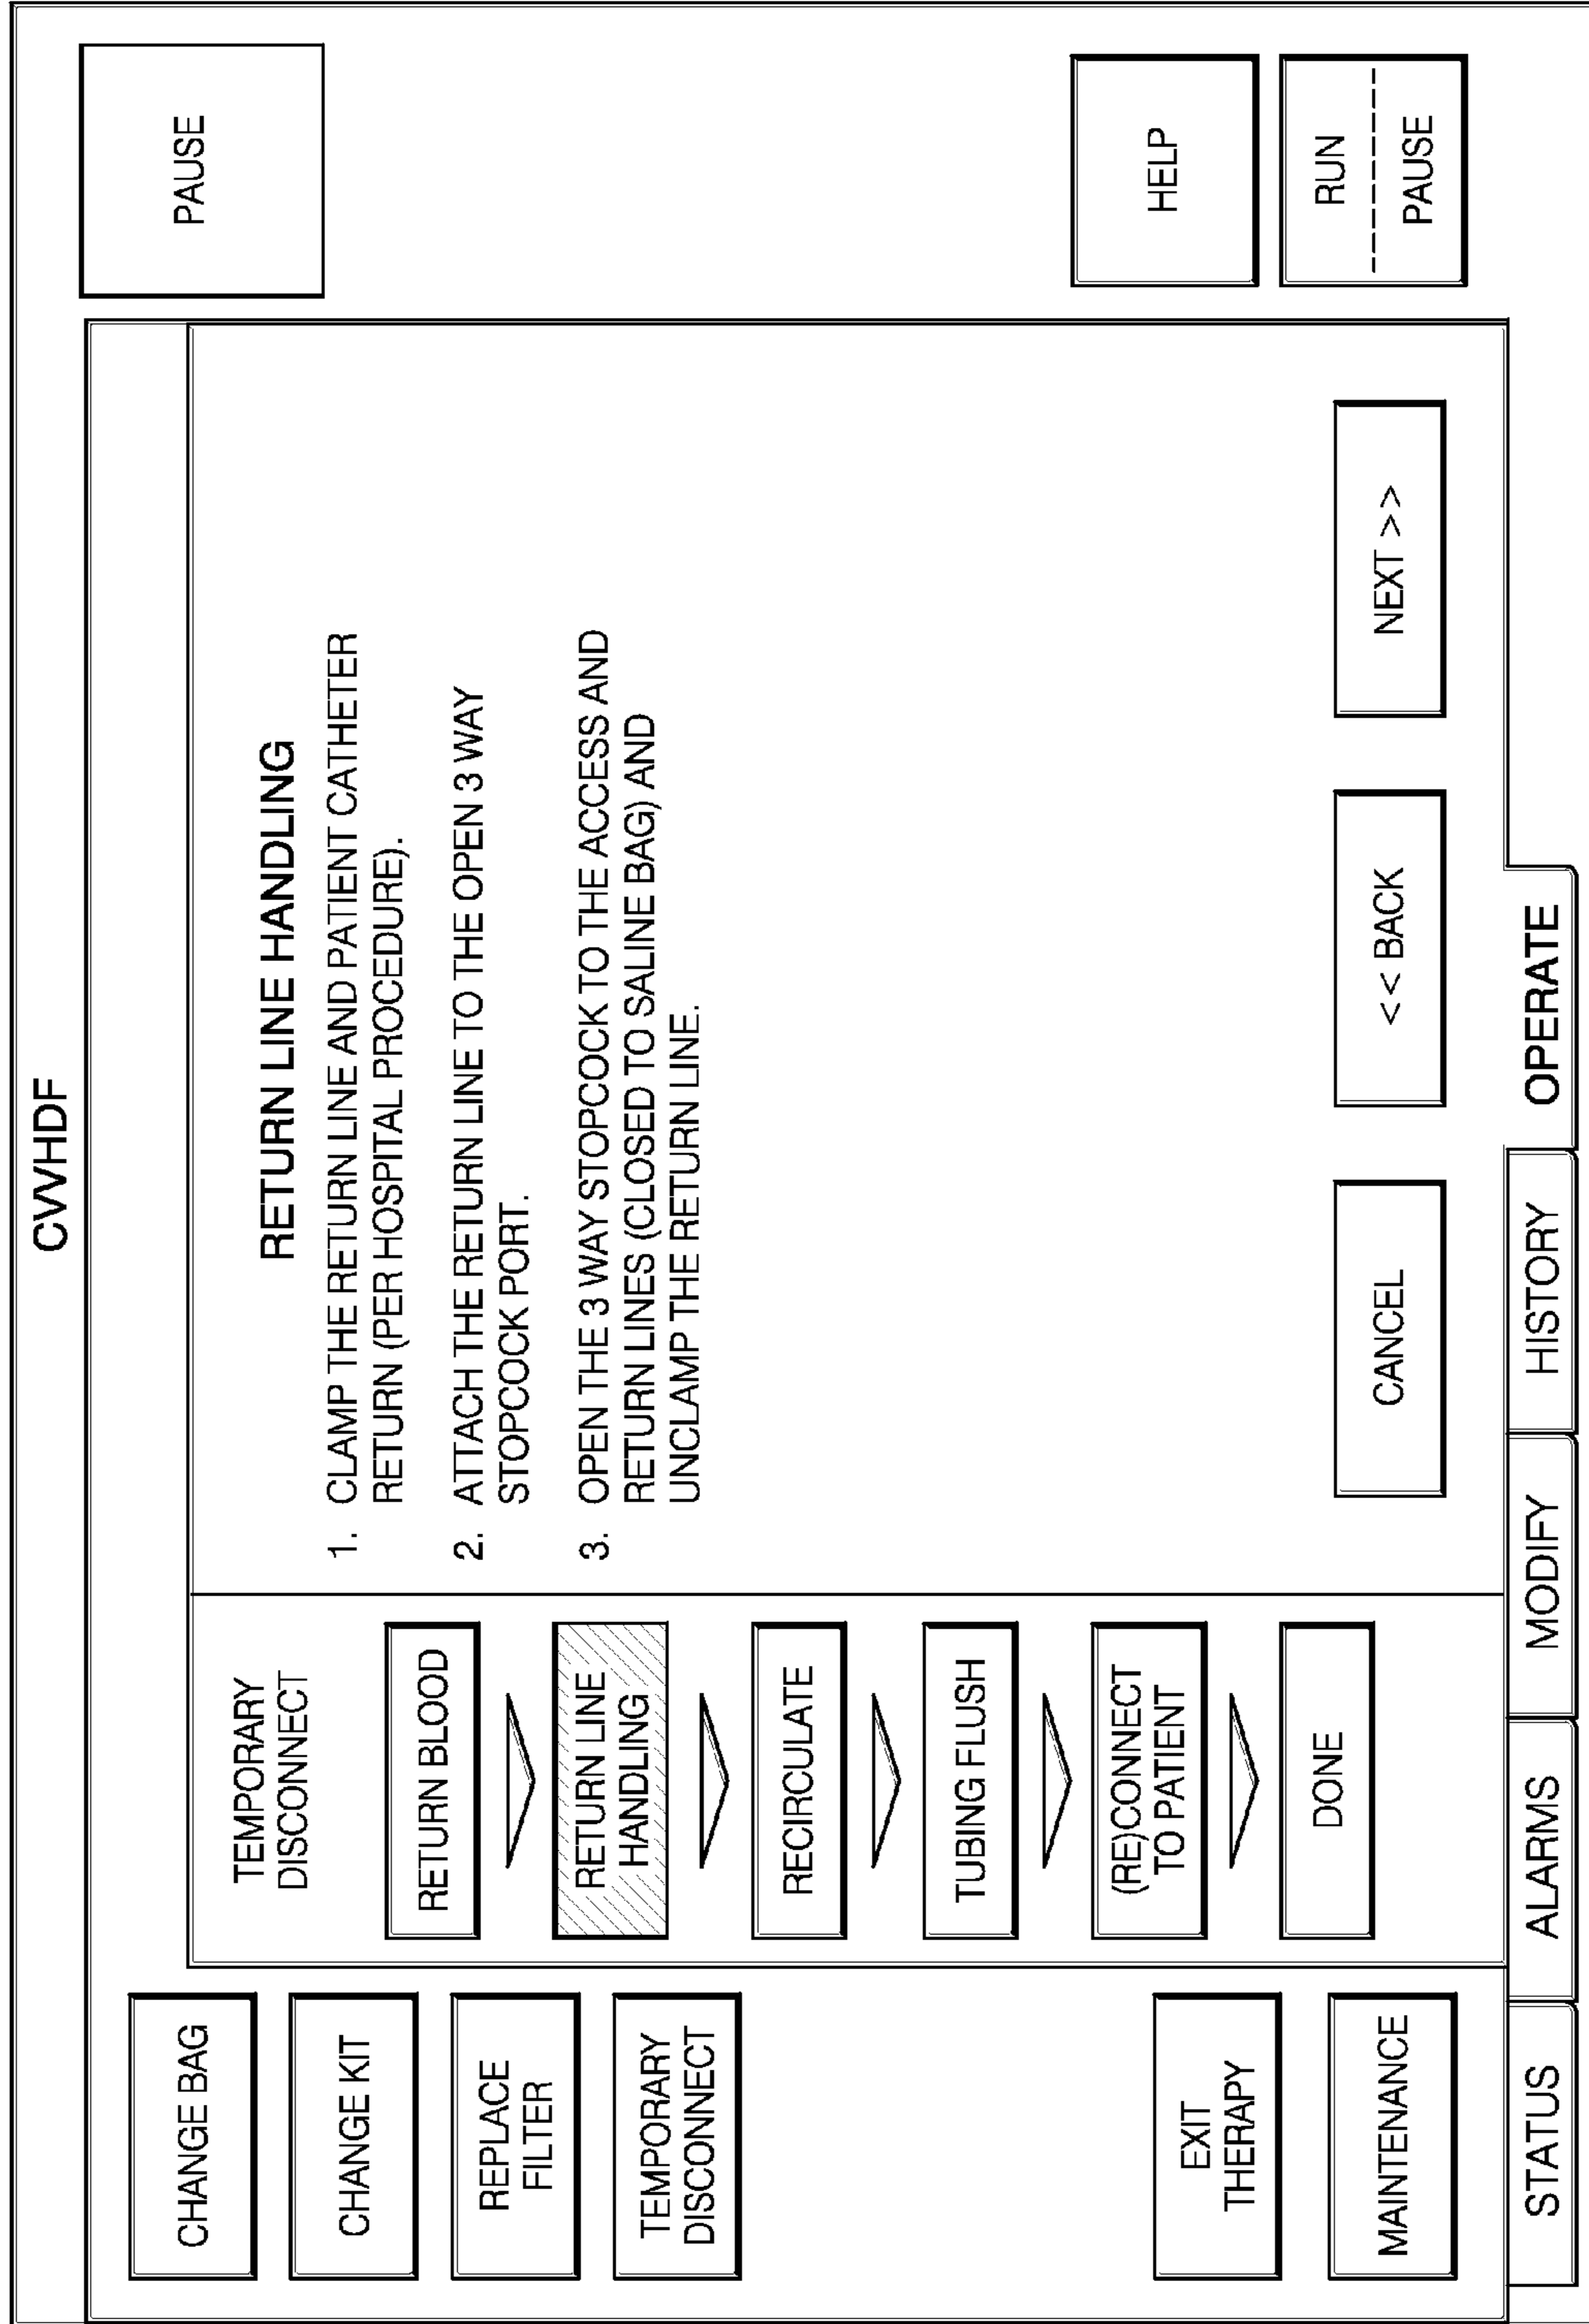 CVVHDF
PAUSE
CHANGE BAG
CHANGE KIT
REPLACE
FILTER
TEMPORARY
DISCONNECT
EXIT
THERAPY
MAINTENANCE
TEMPORARY
DISCONNECT
RETURN BLOOD
RETURN LINE
HANDLING
RECIRCULATE
TUBING FLUSH
(RE)CONNECT
TO PATIENT
DONE
RETURN LINE HANDLING
1. CLAMP THE RETURN LINE AND PATIENT CATHETER
RETURN (PER HOSPITAL PROCEDURE).
2. ATTACH THE RETURN LINE TO THE OPEN 3 WAY
STOPCOCK PORT.
3. OPEN THE 3 WAY STOPCOCK TO THE ACCESS AND
RETURN LINES (CLOSED TO SALINE BAG) AND
UNCLAMP THE RETURN LINE.
CANCEL
<< BACK
NEXT >>
HELP
RUN
PAUSE
STATUS
ALARMS
MODIFY
HISTORY
OPERATE